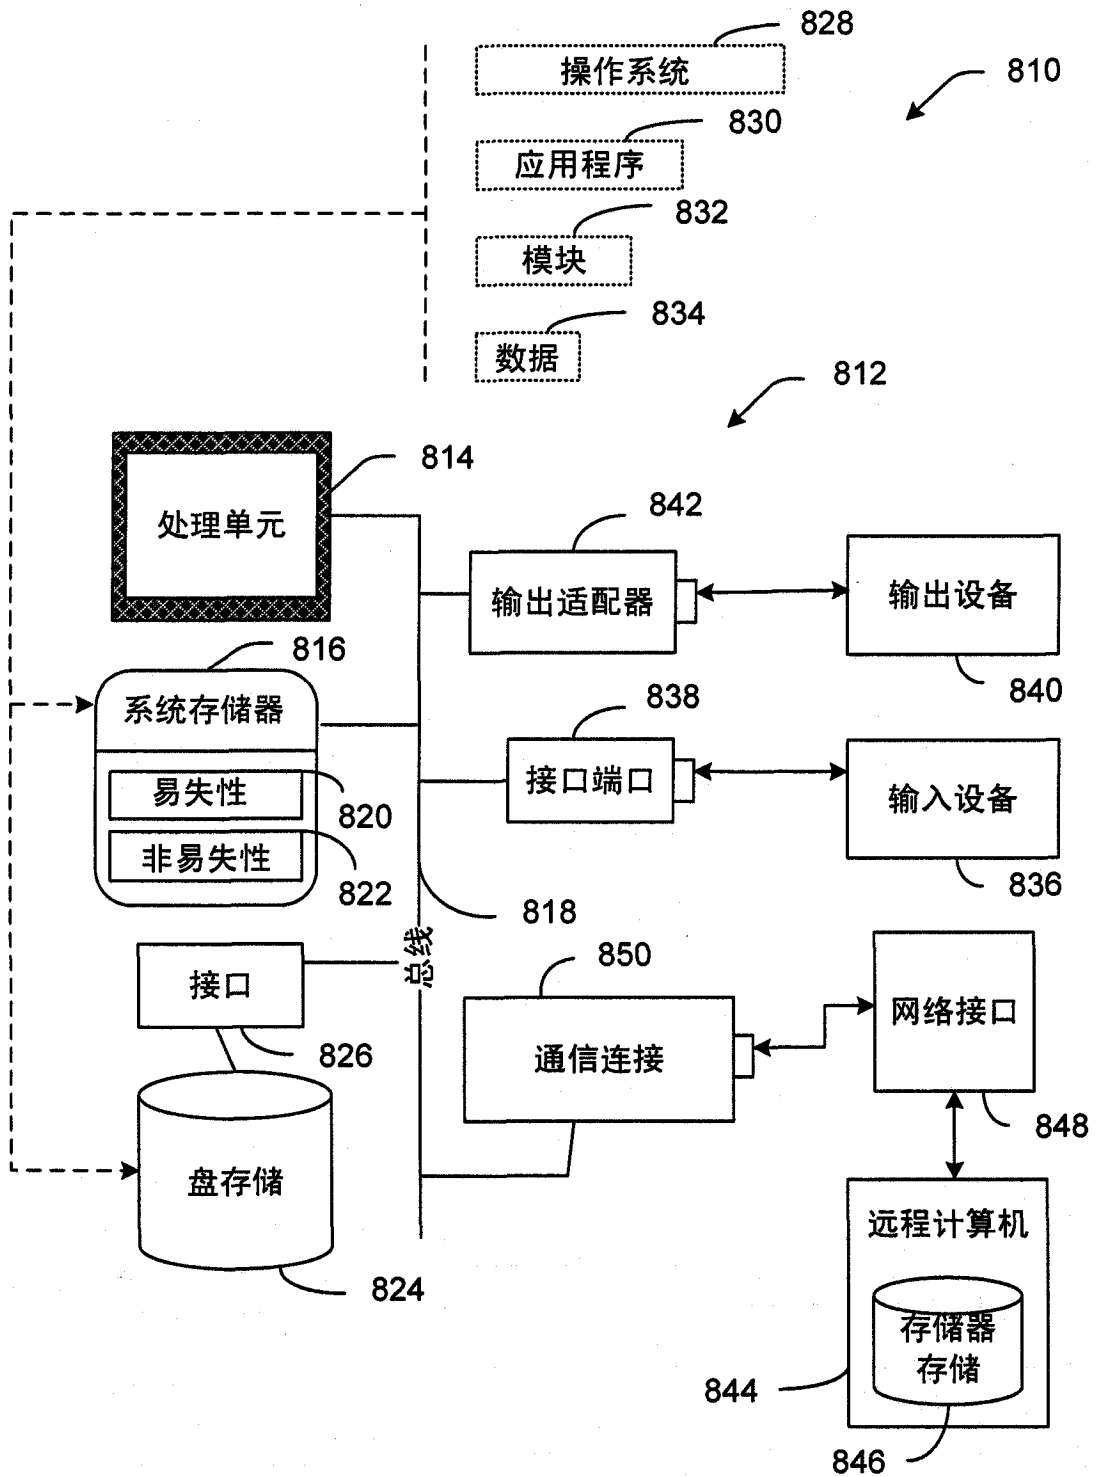 828
操作系统
810
830
应用程序
832
模块
834
数据
812
814
处理单元
842
输出适配器
输出设备
840
816
系统存储器
易失性
820
非易失性
822
838
接口端口
输入设备
836
818
总线
接口
826
850
通信连接
网络接口
848
盘存储
824
远程计算机
存储器
存储
844
846